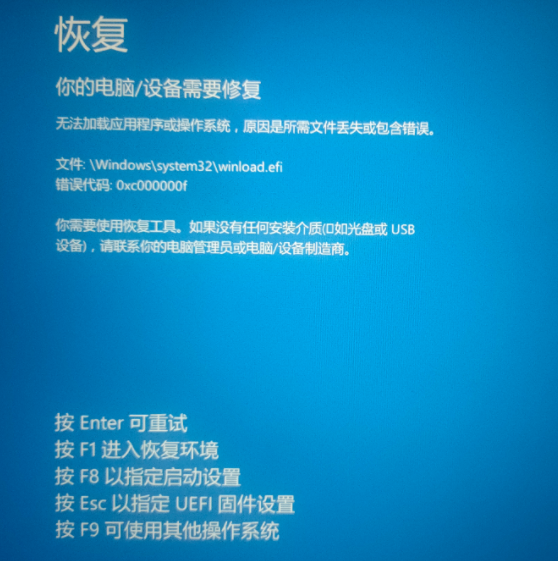 恢复
你的电脑/设备需要修复
无法加载应用程序或操作系统，原因是所需文件丢失或包含错误。
文件: \Windows\system32\winload.efi
错误代码: 0xc000000f
你需要使用恢复工具。如果没有任何安装介质(▯如光盘或 USB
设备)，请联系你的电脑管理员或电脑/设备制造商。
按 Enter 可重试
按 F1 进入恢复环境
按 F8 以指定启动设置
按 Esc 以指定 UEFI 固件设置
按 F9 可使用其他操作系统